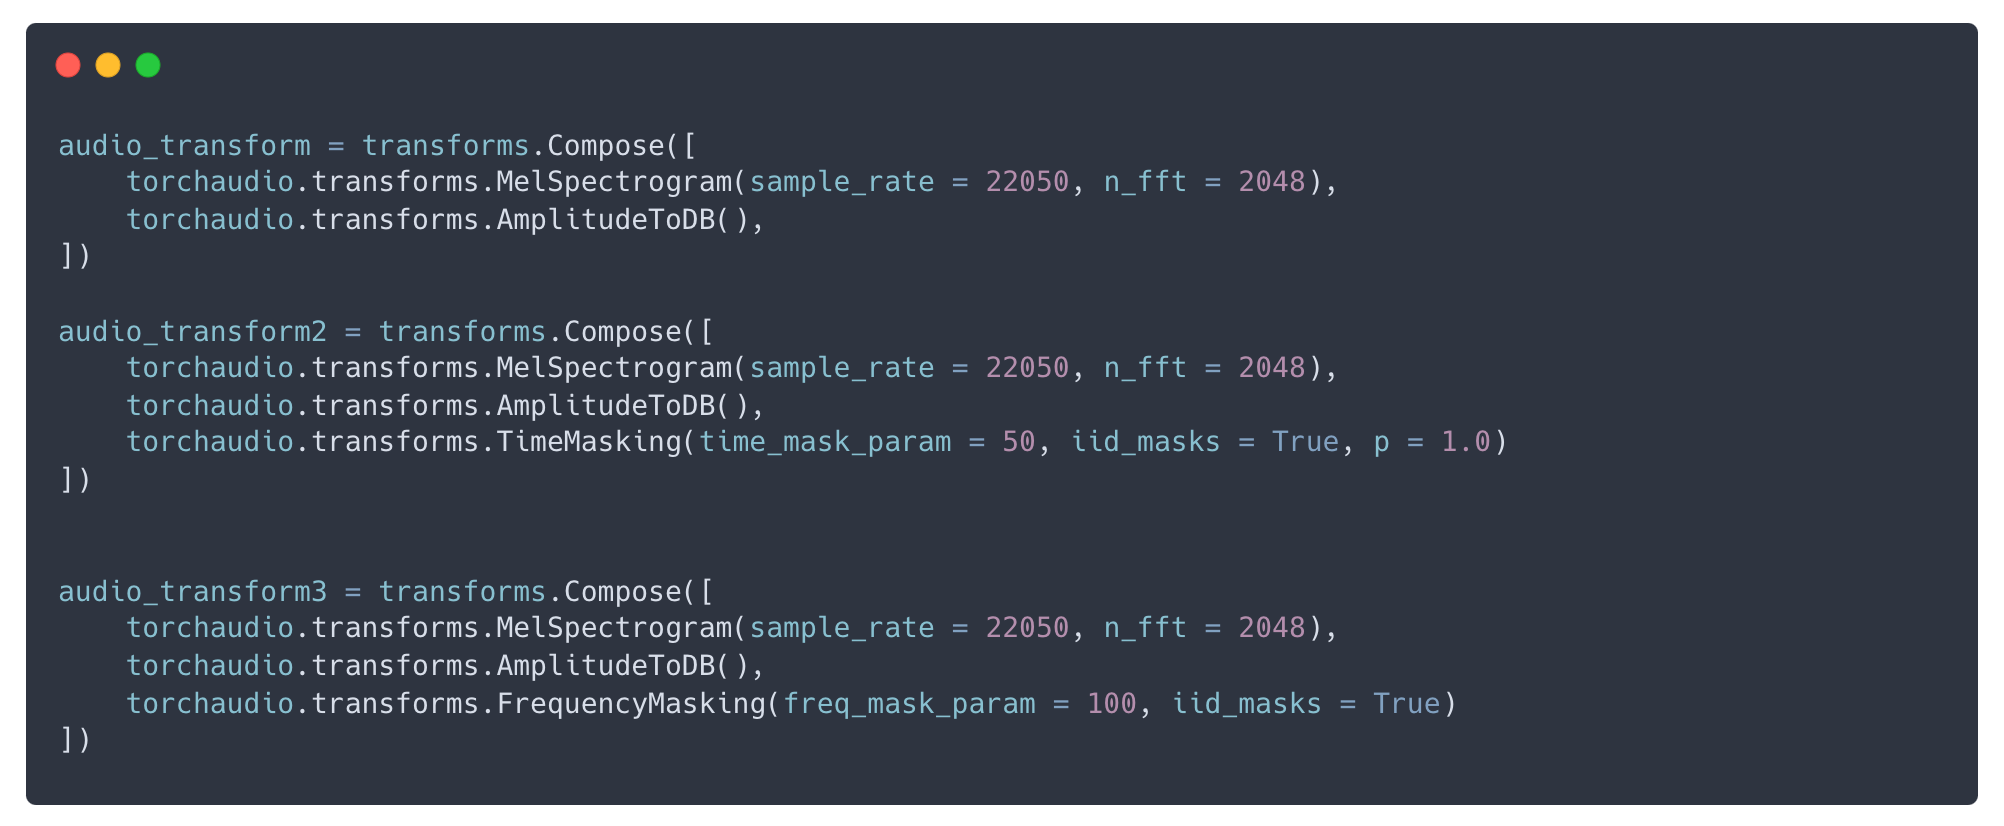 audio_transform = transforms.Compose([
    torchaudio.transforms.MelSpectrogram(sample_rate = 22050, n_fft = 2048),
    torchaudio.transforms.AmplitudeToDB(),
])

audio_transform2 = transforms.Compose([
    torchaudio.transforms.MelSpectrogram(sample_rate = 22050, n_fft = 2048),
    torchaudio.transforms.AmplitudeToDB(),
    torchaudio.transforms.TimeMasking(time_mask_param = 50, iid_masks = True, p = 1.0)
])

audio_transform3 = transforms.Compose([
    torchaudio.transforms.MelSpectrogram(sample_rate = 22050, n_fft = 2048),
    torchaudio.transforms.AmplitudeToDB(),
    torchaudio.transforms.FrequencyMasking(freq_mask_param = 100, iid_masks = True)
])